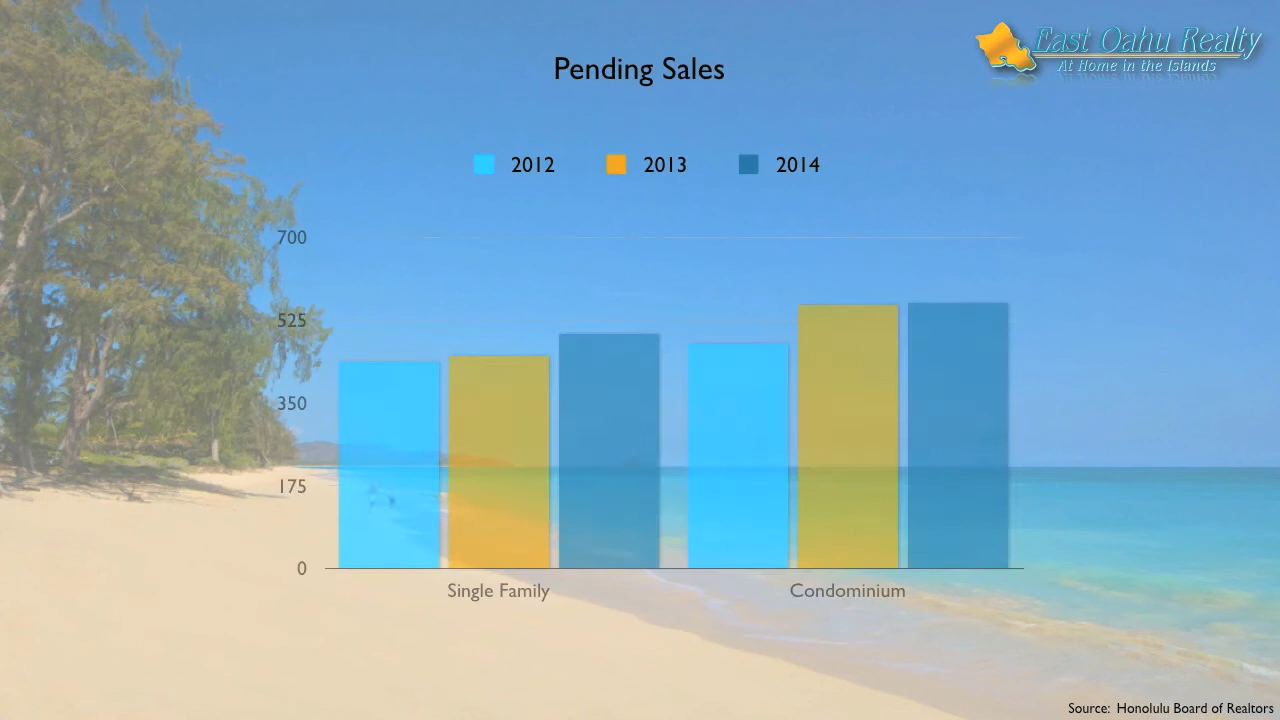 East Oahu Realty
At Home in the Islands
Pending Sales
2012 2013 2014
700
525
350
175
0
Single Family Condominium
Source: Honolulu Board of Realtors